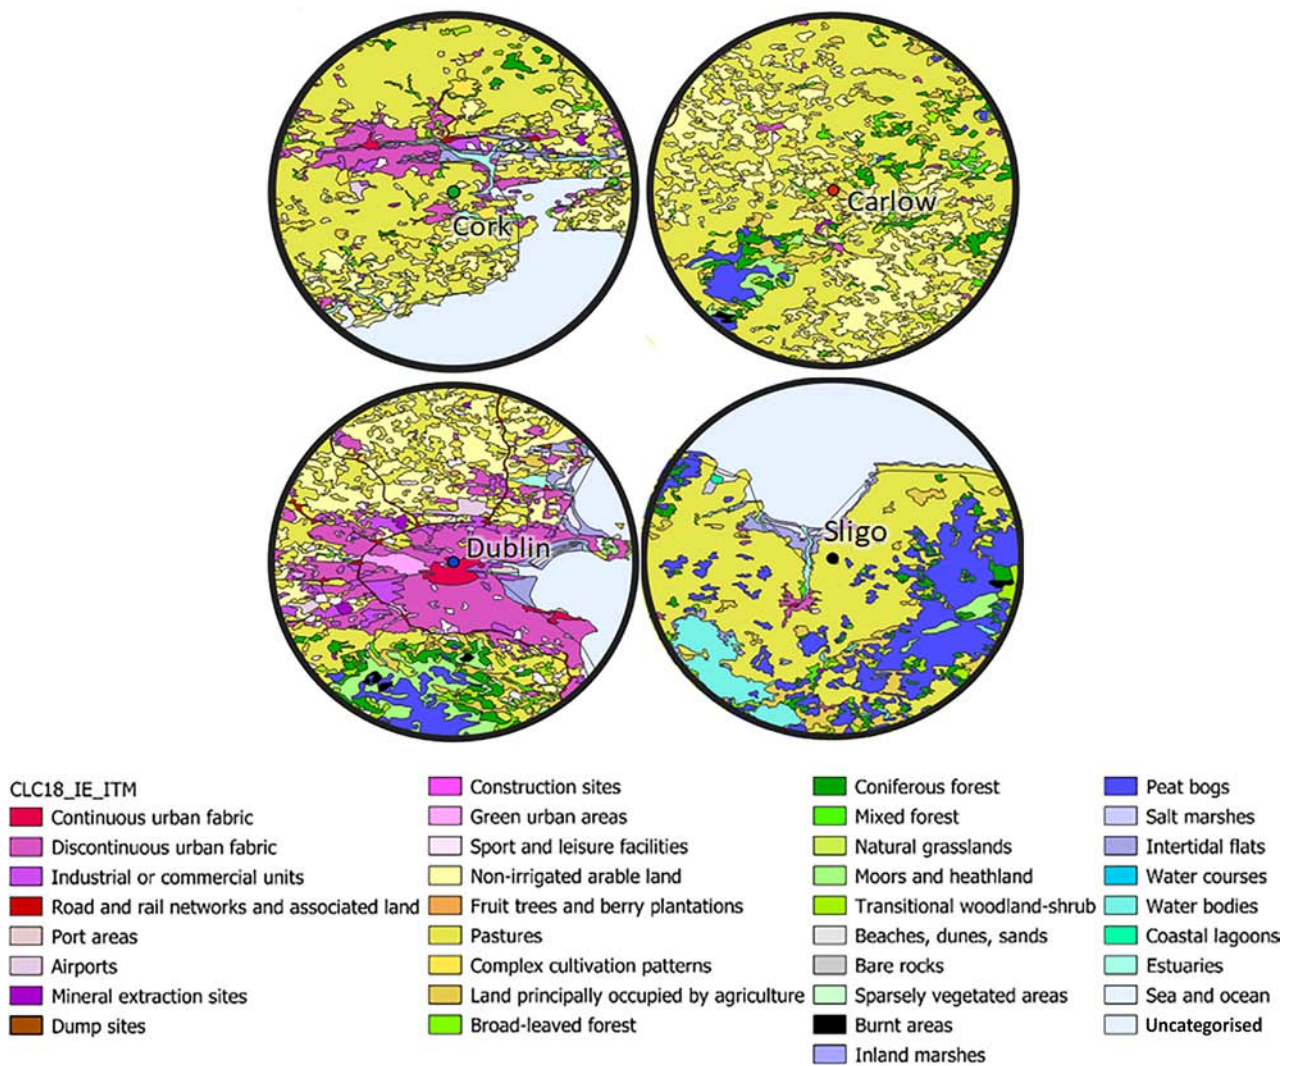 Cork
Carlow
Dublin
Sligo
CLC18_IE_ITM
Continuous urban fabric
Discontinuous urban fabric
Industrial or commercial units
Road and rail networks and associated land
Port areas
Airports
Mineral extraction sites
Dump sites
Construction sites
Green urban areas
Sport and leisure facilities
Non-irrigated arable land
Fruit trees and berry plantations
Pastures
Complex cultivation patterns
Land principally occupied by agriculture
Broad-leaved forest
Coniferous forest
Mixed forest
Natural grasslands
Moors and heathland
Transitional woodland-shrub
Beaches, dunes, sands
Bare rocks
Sparsely vegetated areas
Burnt areas
Inland marshes
Peat bogs
Salt marshes
Intertidal flats
Water courses
Water bodies
Coastal lagoons
Estuaries
Sea and ocean
Uncategorised